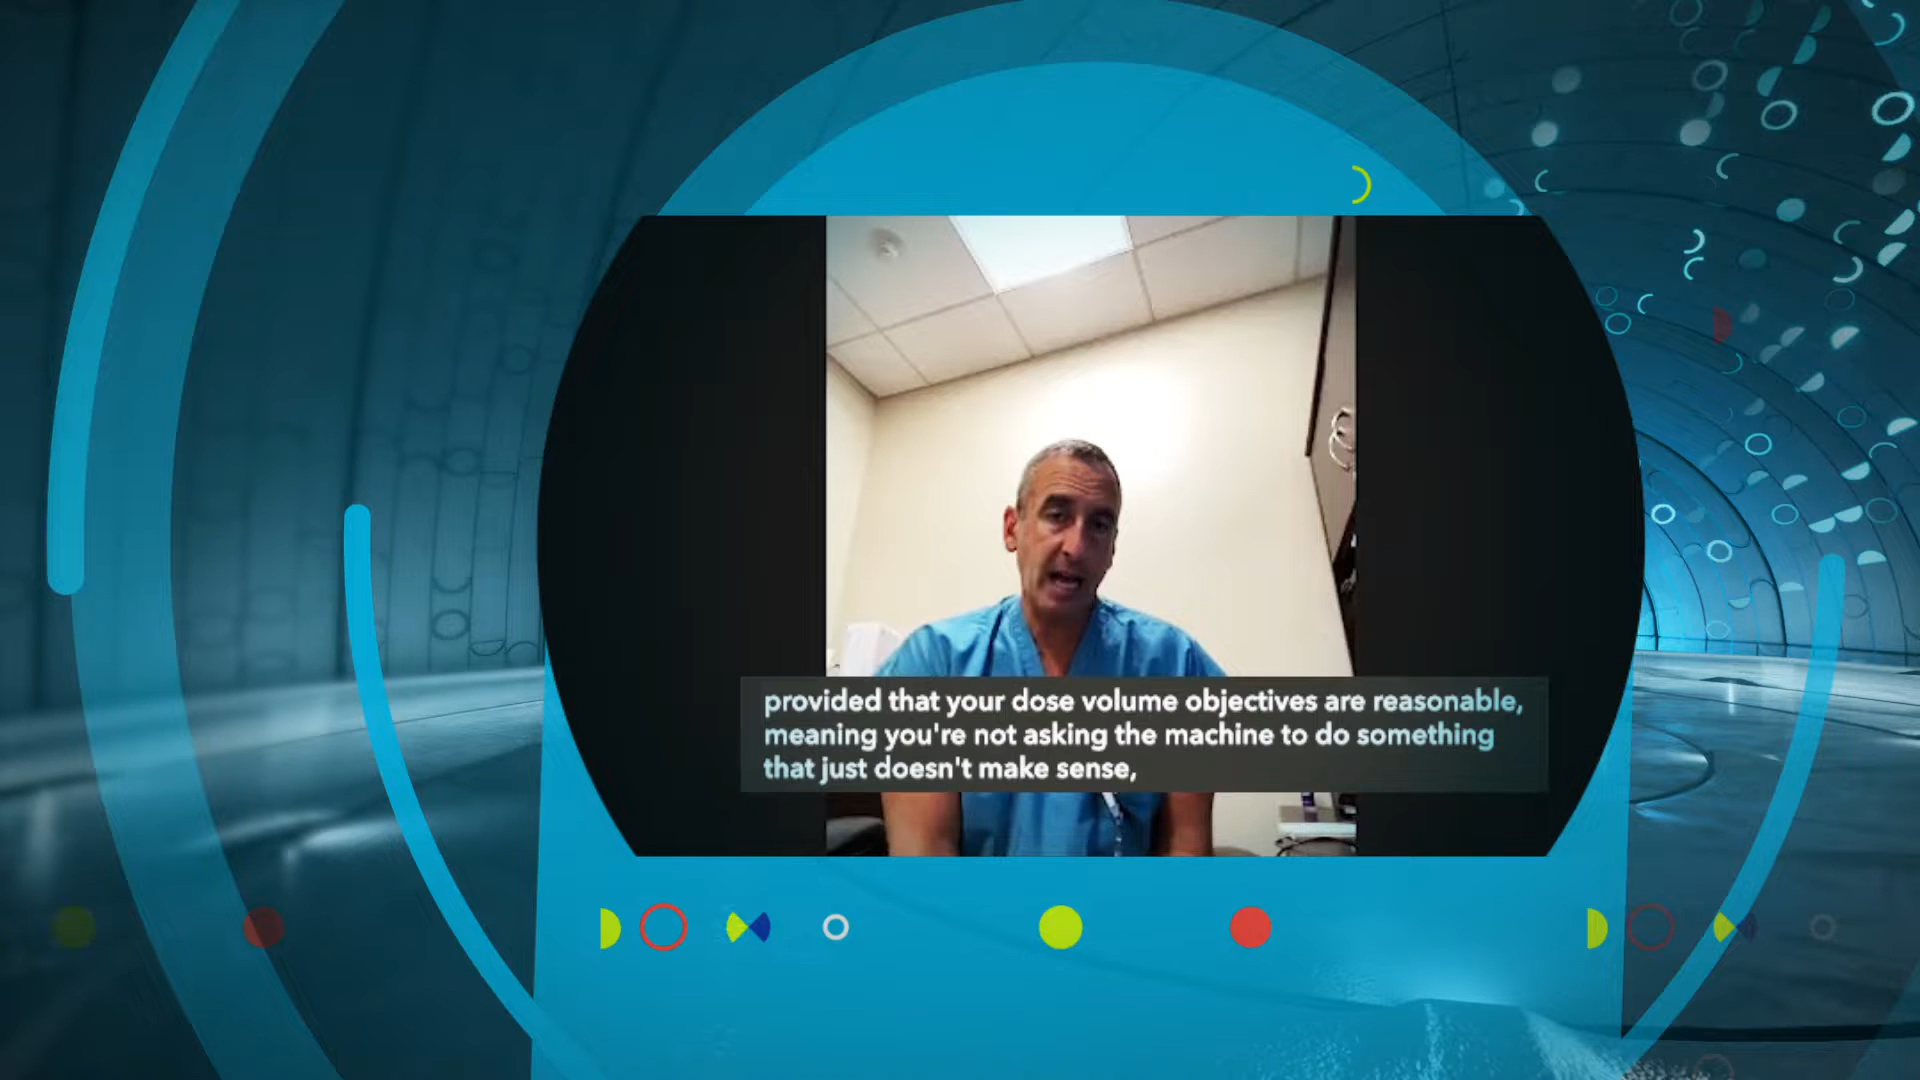 provided that your dose volume objectives are reasonable,
meaning you're not asking the machine to do something
that just doesn't make sense,